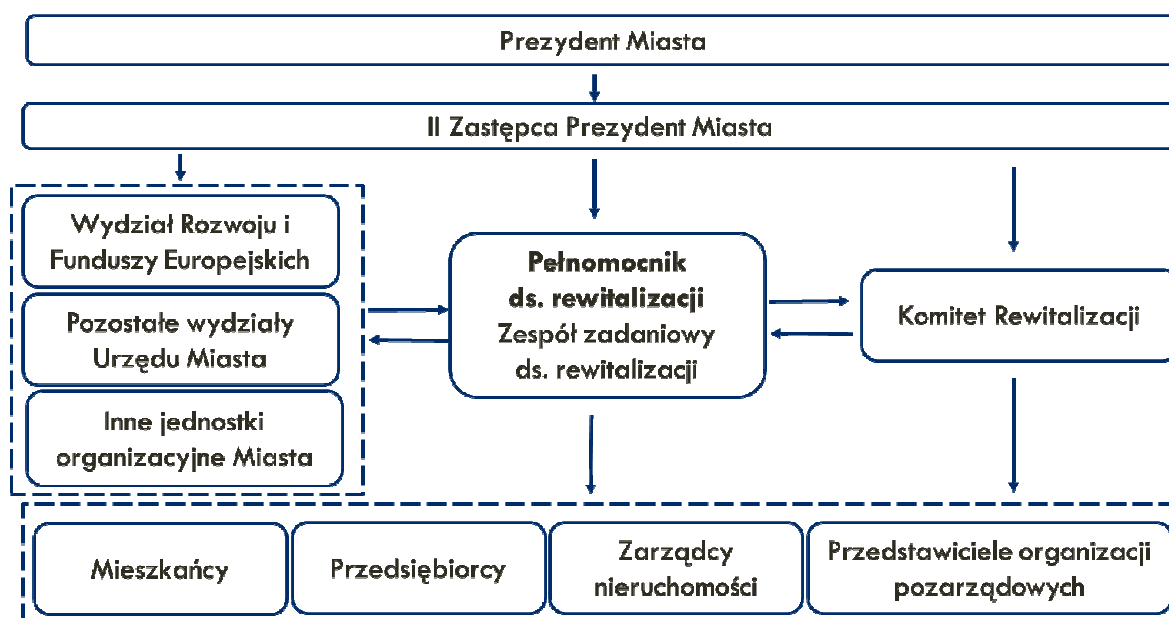 Prezydent Miasta
II Zastępca Prezydent Miasta
Wydział Rozwoju i
Funduszy Europejskich
Pozostałe wydziały
Urzędu Miasta
Inne jednostki
organizacyjne Miasta
Pełnomocnik
ds. rewitalizacji
Zespół zadaniowy
ds. rewitalizacji
Komitet Rewitalizacji
Mieszkańcy
Przedsiębiorcy
Zarządcy
nieruchomości
Przedstawiciele organizacji
pozarządowych